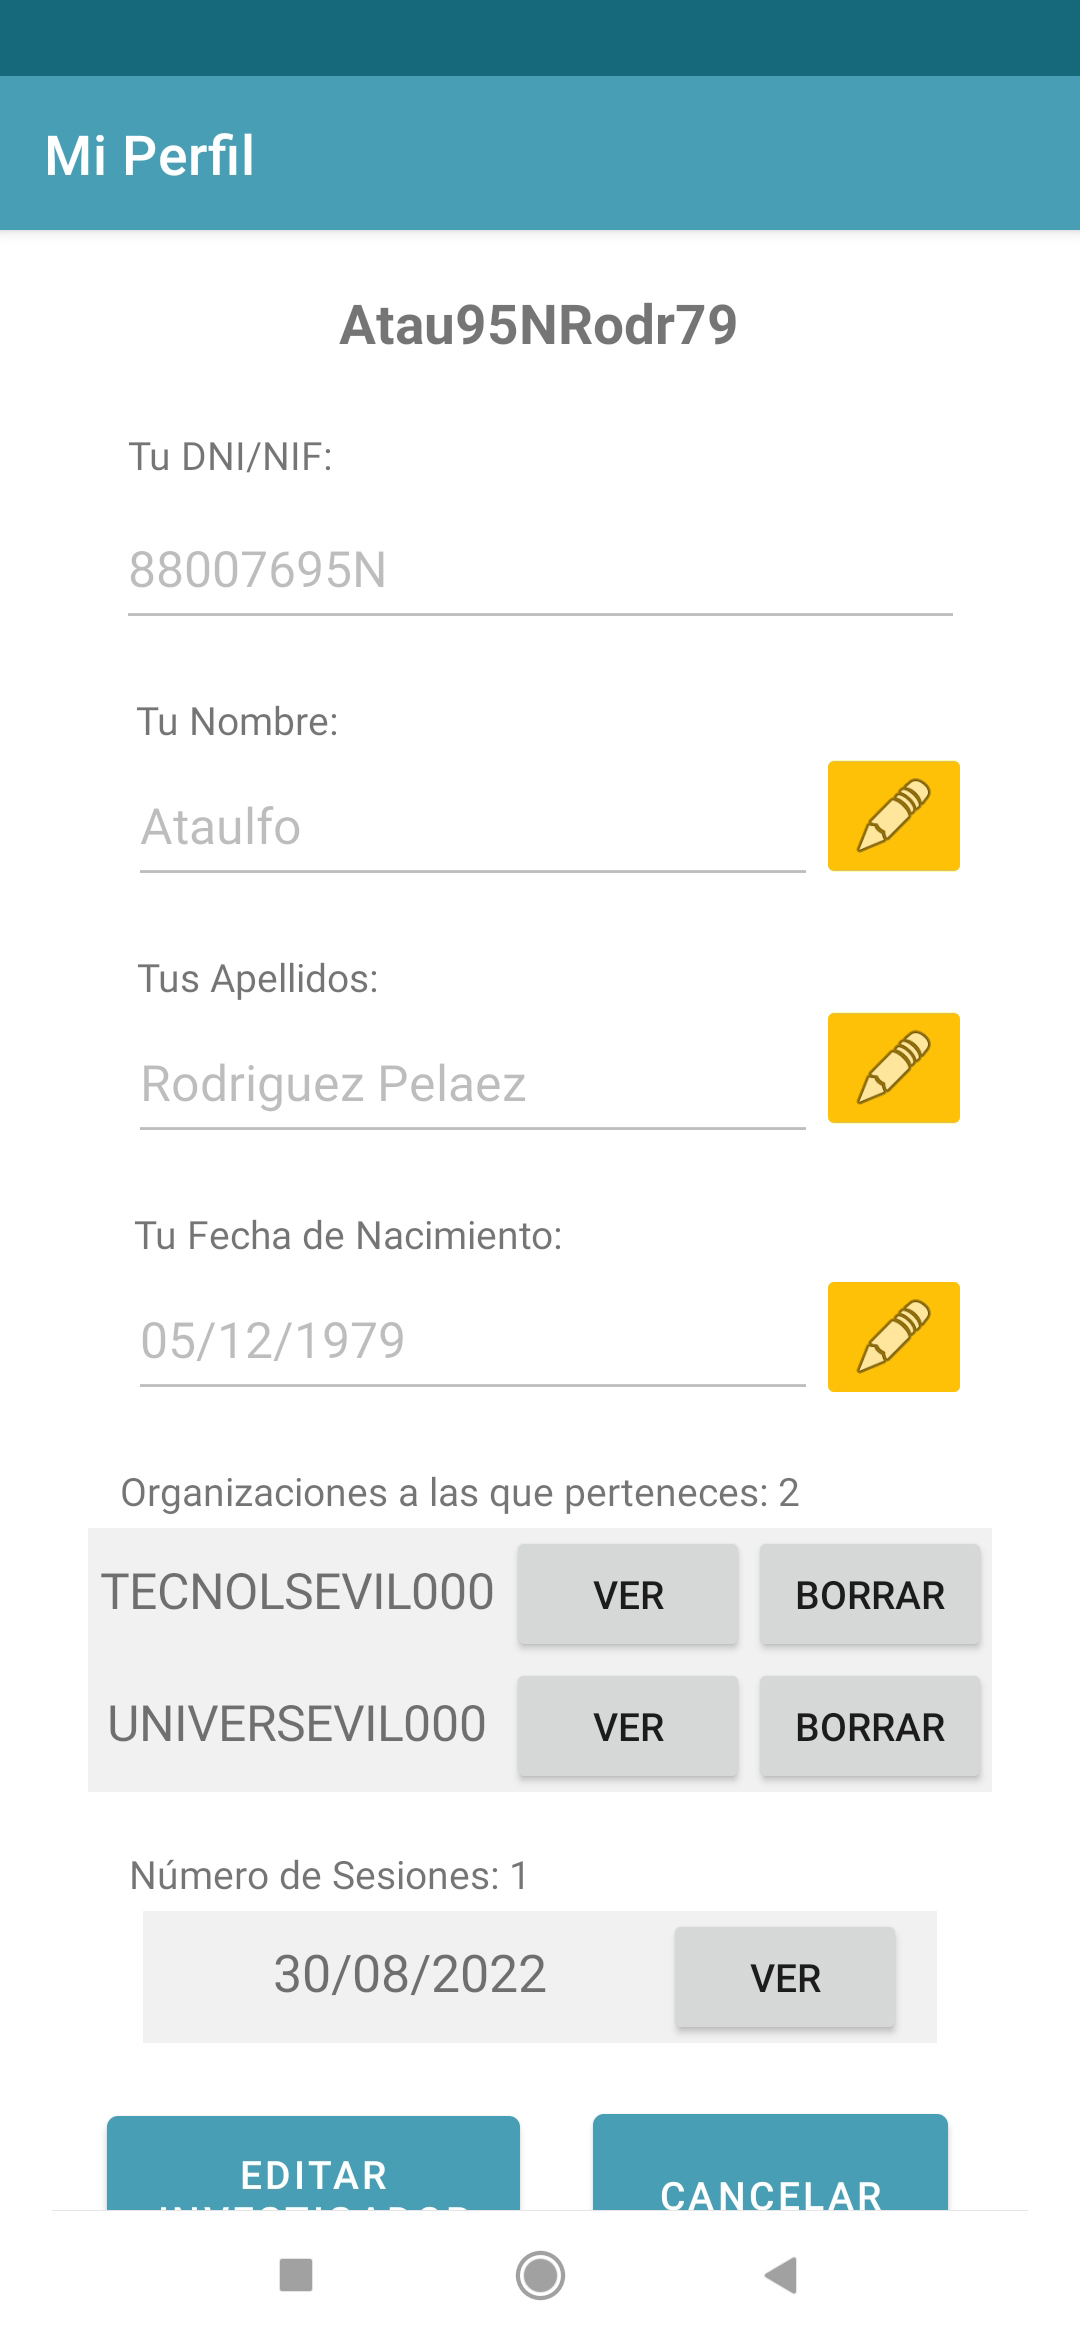 Mi Perfil
Atau95NRodr79
Tu DNI/NIF:
88007695N
Tu Nombre:
Ataulfo
Tus Apellidos:
Rodriguez Pelaez
Tu Fecha de Nacimiento:
05/12/1979
Organizaciones a las que perteneces: 2
TECNOLSEVIL000 VER BORRAR
UNIVERSEVIL000 VER BORRAR
Número de Sesiones: 1
30/08/2022 VER
EDITAR CANCELAR